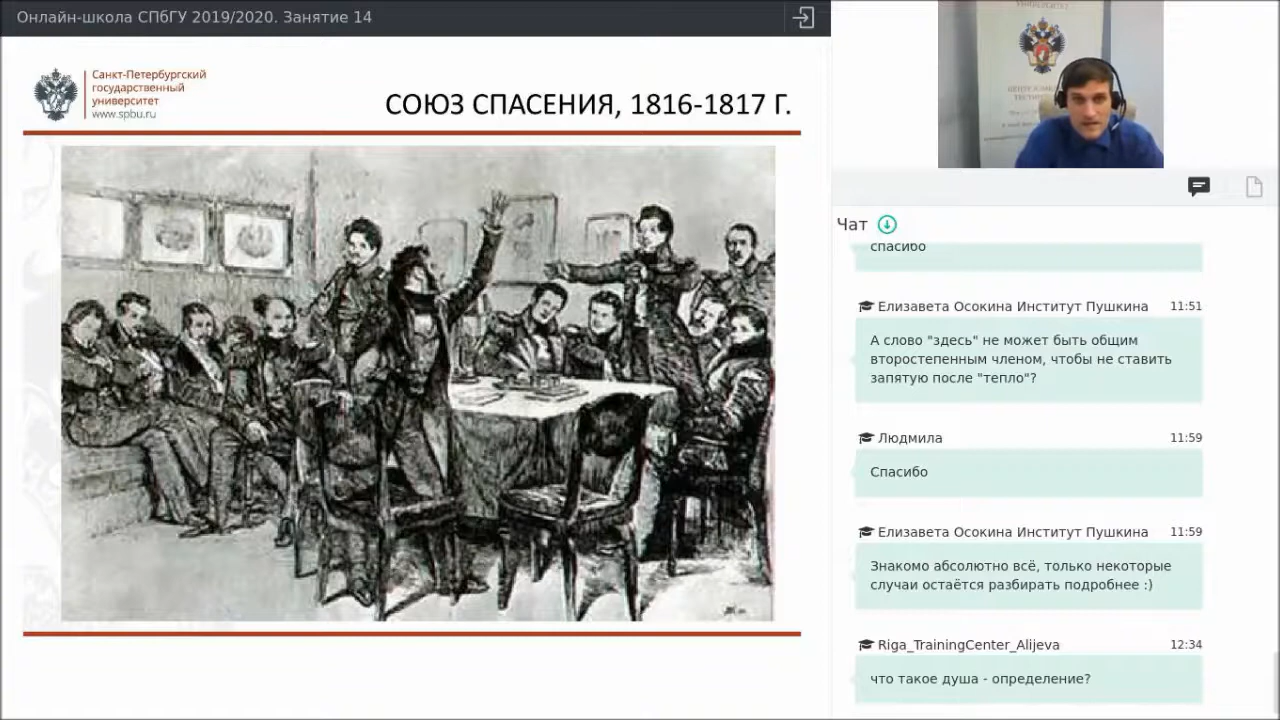 Онлайн-школа СПбГУ 2019/2020. Занятие 14
Санкт-Петербургский
государственный
университет
www.spbu.ru
СОЮЗ СПАСЕНИЯ, 1816-1817 Г.
Чат
спасибо
Елизавета Осокина Институт Пушкина 11:51
А слово "здесь" не может быть общим
второстепенным членом, чтобы не ставить
запятую после "тепло"?
Людмила 11:59
Спасибо
Елизавета Осокина Институт Пушкина 11:59
Знакомо абсолютно всё, только некоторые
случаи остаётся разбирать подробнее :)
Riga_TrainingCenter_Alijeva 12:34
что такое душа - определение?